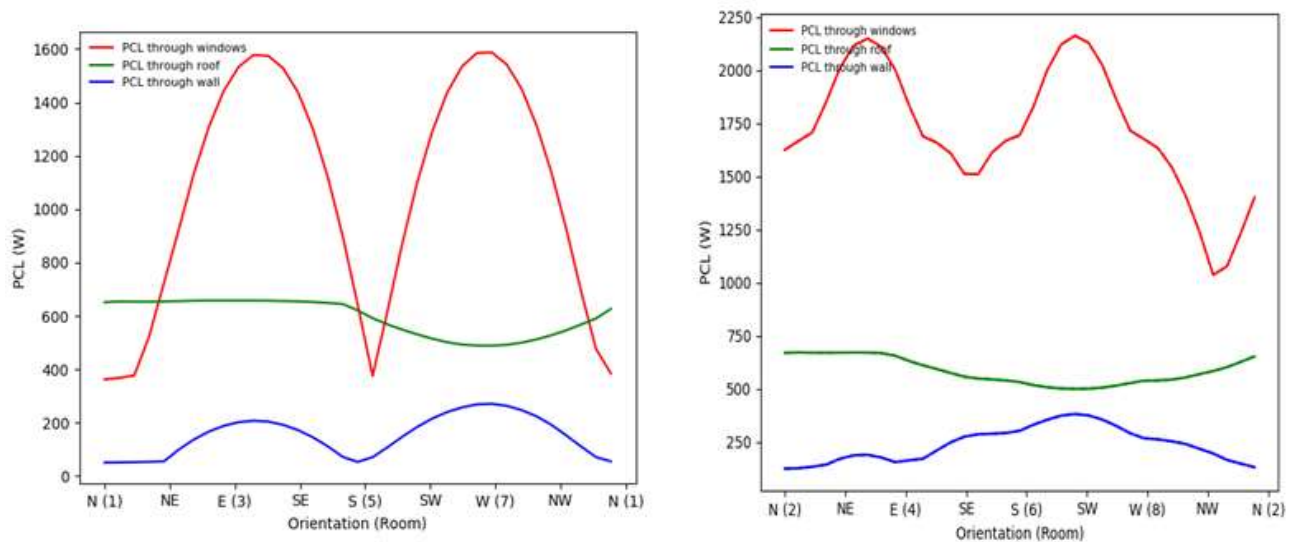 PCL through windows
PCL through roof
PCL through wall
1600
1400
1200
1000
800
600
400
200
0
PCL (W)
N (1) NE E (3) SE S (5) SW W (7) NW N (1)
Orientation (Room)
PCL through windows
PCL through roof
PCL through wall
2250
2000
1750
1500
1250
1000
750
500
250
PCL (W)
N (2) NE E (4) SE S (6) SW W (8) NW N (2)
Orientation (Room)